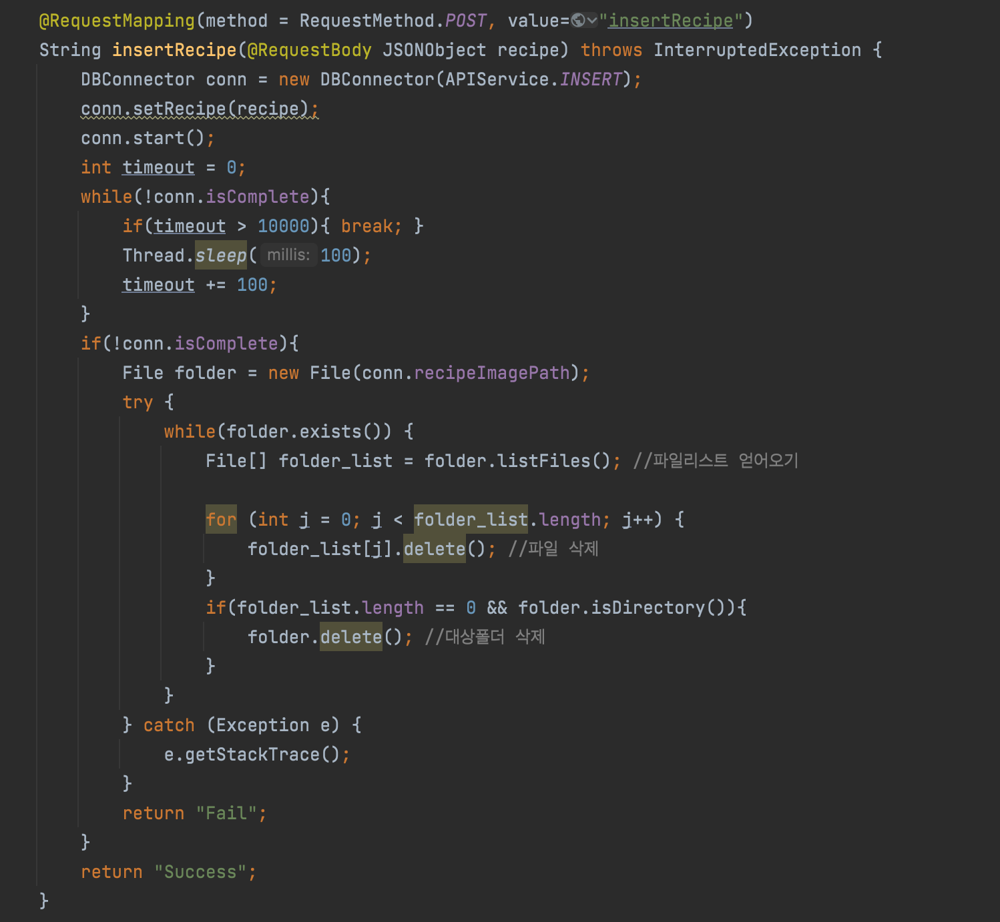 @RequestMapping(method = RequestMethod.POST, value="insertRecipe")
String insertRecipe(@RequestBody JSONObject recipe) throws InterruptedException {
DBConnector conn = new DBConnector(APIService.INSERT);
conn.setRecipe(recipe);
conn.start();
int timeout = 0;
while(!conn.isComplete){
if(timeout > 10000){ break; }
Thread.sleep( millis: 100);
timeout += 100;
}
if(!conn.isComplete){
File folder = new File(conn.recipeImagePath);
try {
while(folder.exists()) {
File[] folder_list = folder.listFiles(); //파일리스트 얻어오기
for (int j = 0; j < folder_list.length; j++) {
folder_list[j].delete(); //파일 삭제
}
if(folder_list.length == 0 && folder.isDirectory()){
folder.delete(); //대상폴더 삭제
}
}
} catch (Exception e) {
e.getStackTrace();
}
return "Fail";
}
return "Success";
}